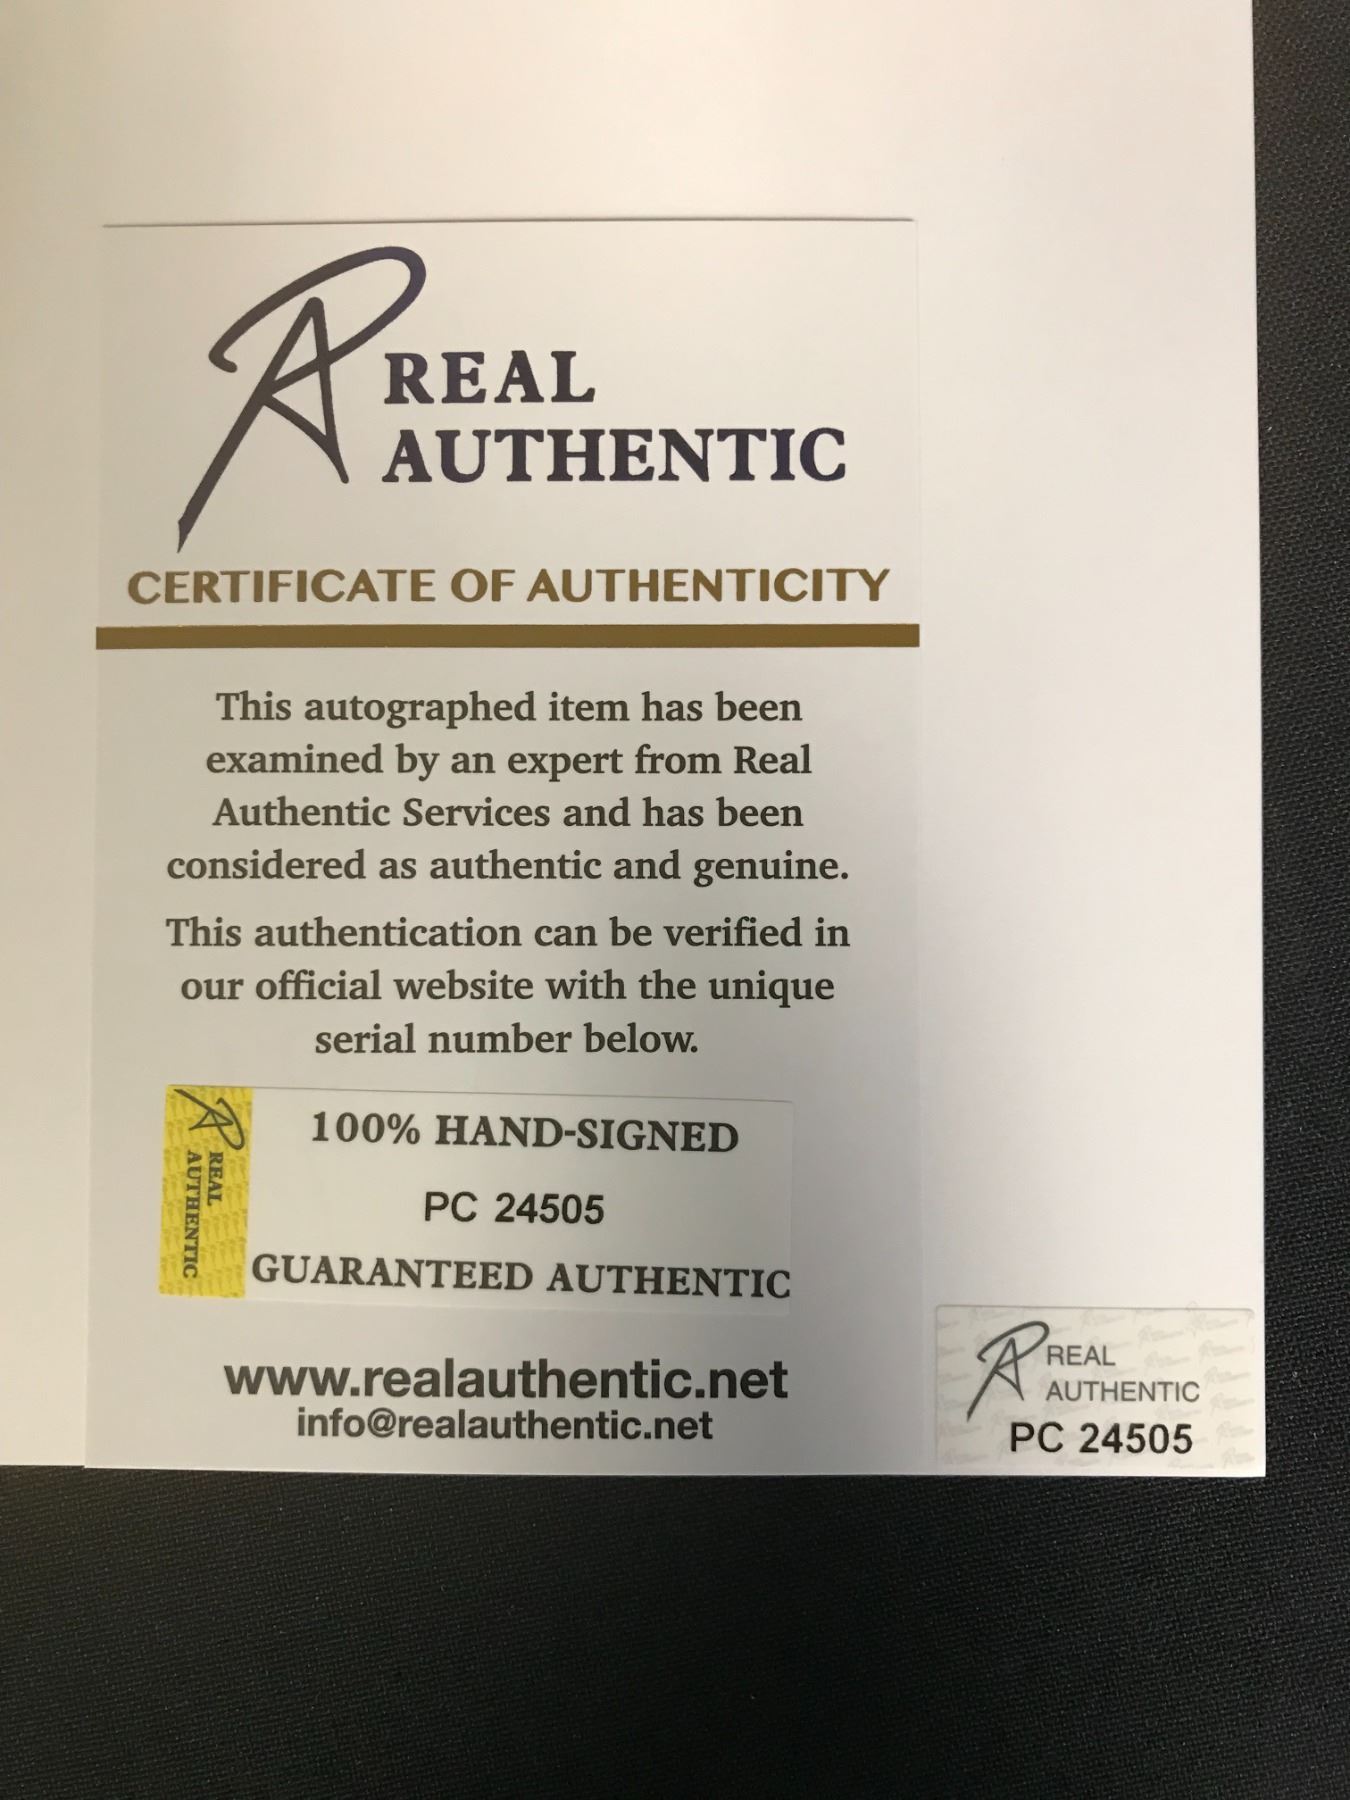 REAL
AUTHENTIC
CERTIFICATE OF AUTHENTICITY
This autographed item has been
examined by an expert from Real
Authentic Services and has been
considered as authentic and genuine.
This authentication can be verified in
our official website with the unique
serial number below.
REAL
AUTHENTIC
100% HAND-SIGNED
PC 24505
GUARANTEED AUTHENTIC
www.realauthentic.net
info@realauthentic.net
REAL
AUTHENTIC
PC 24505